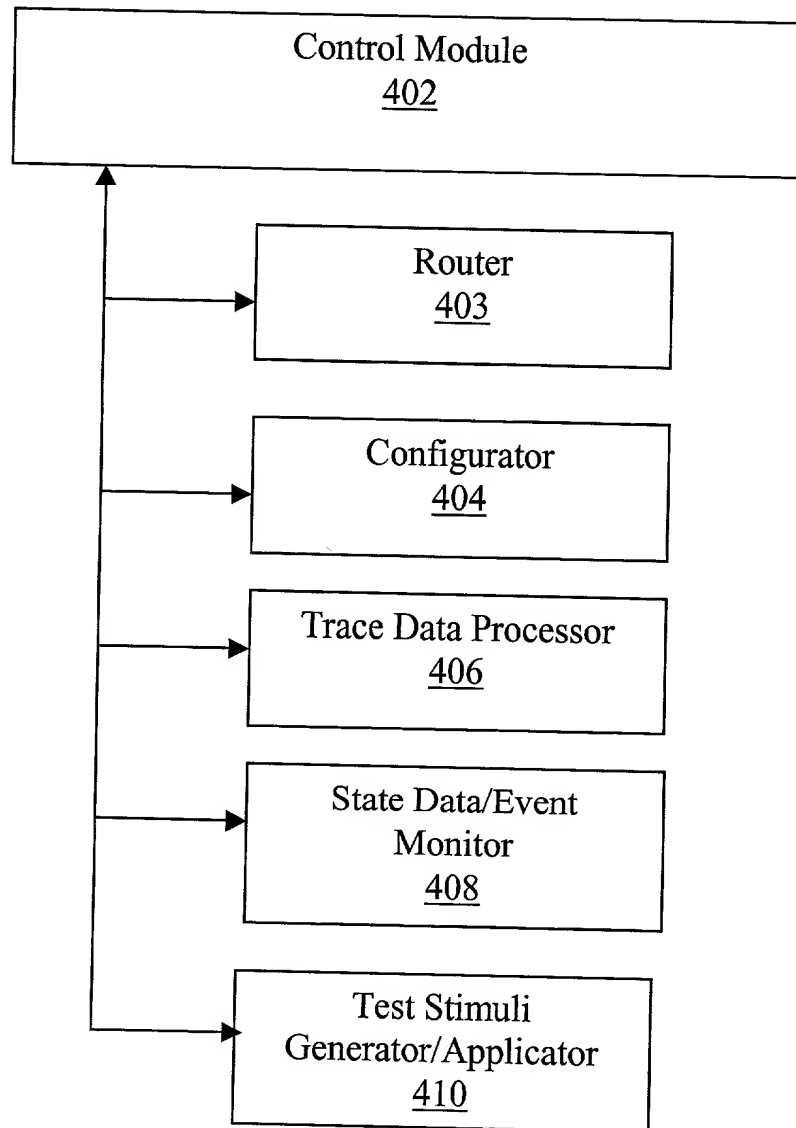 Control Module
402
Router
403
Configurator
404
Trace Data Processor
406
State Data/Event
Monitor
408
Test Stimuli
Generator/Applicator
410